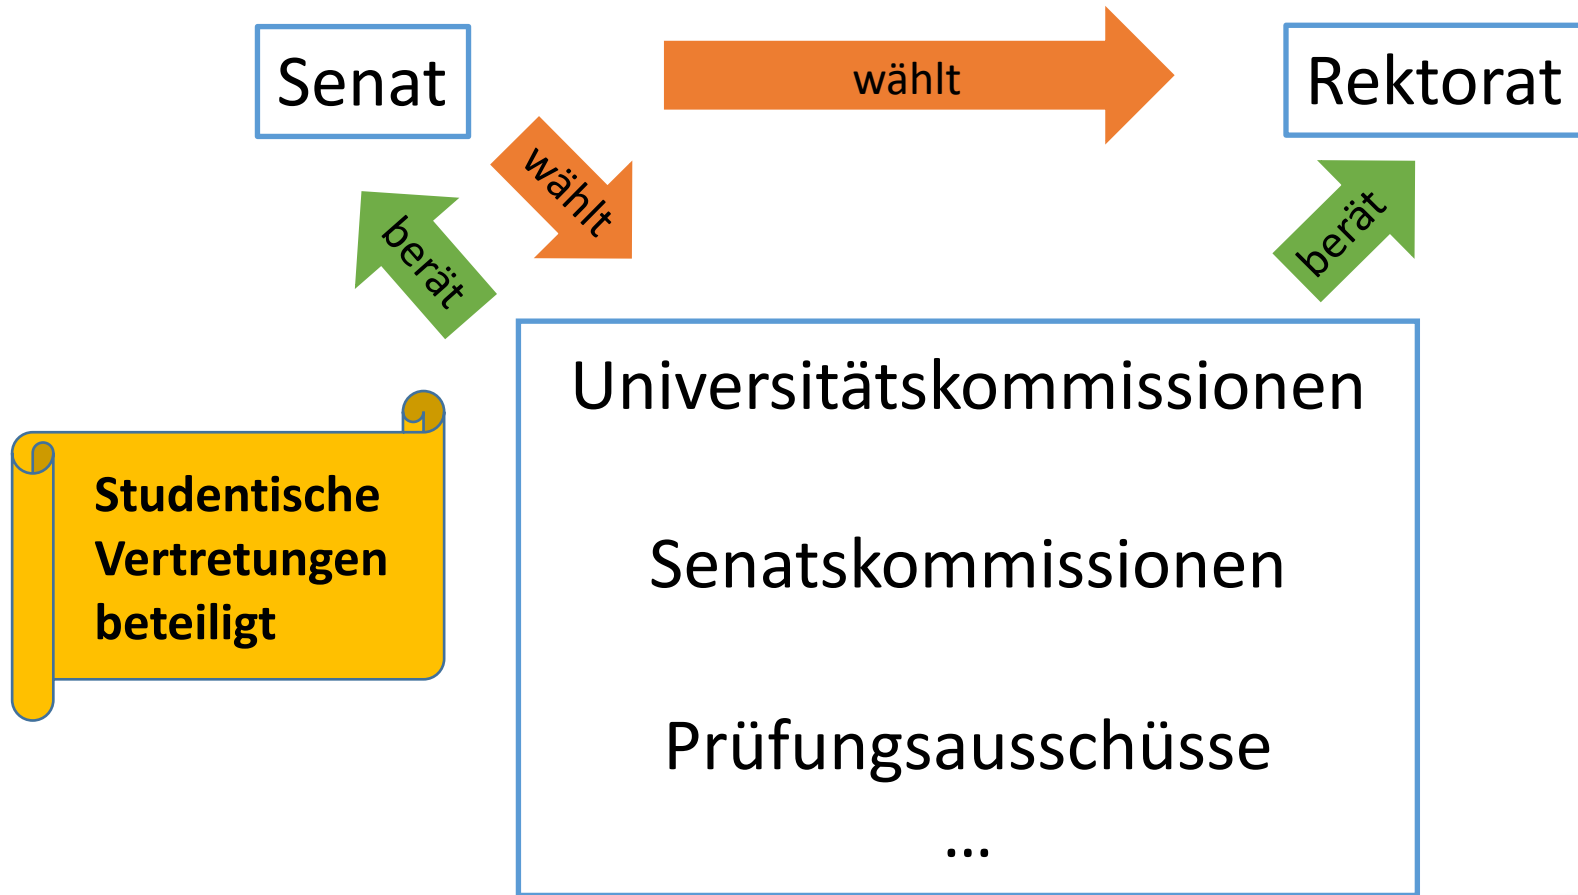 Senat
wählt
Rektorat
wählt
berät
berät
Universitätskommissionen
Studentische
Vertretungen
beteiligt
Senatskommissionen
Prüfungsausschüsse
...